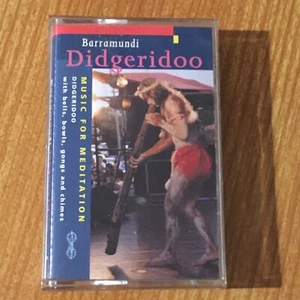 Barramundi
Didgeridoo
MUSIC FOR MEDITATION
DIDGERIDOO
with bells, bowls, gongs and chimes